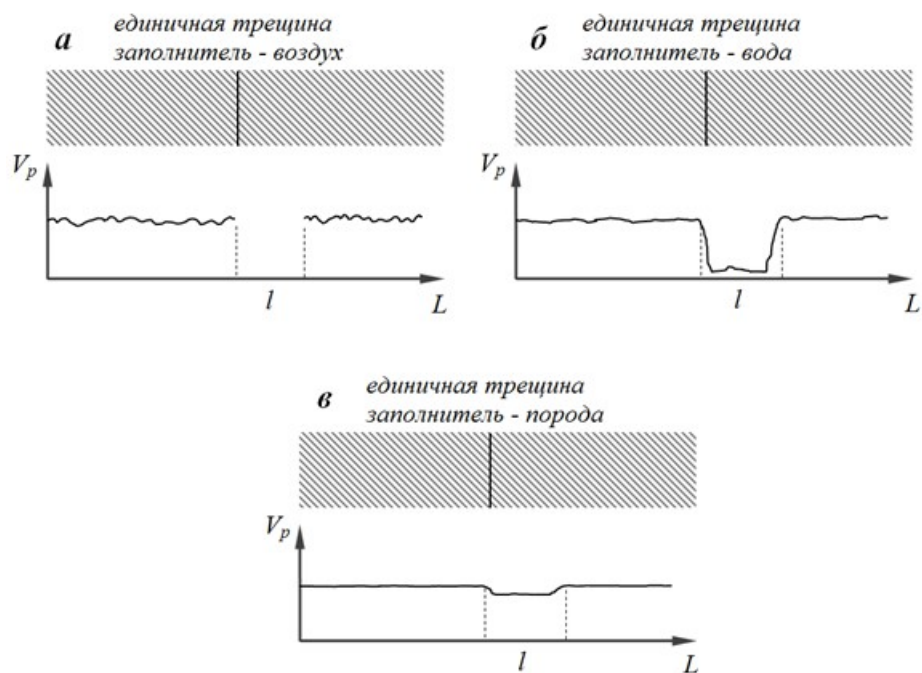 а единичная трещина
заполнитель - воздух
Vp
l
L
б единичная трещина
заполнитель - вода
Vp
l
L
в единичная трещина
заполнитель - порода
Vp
l
L